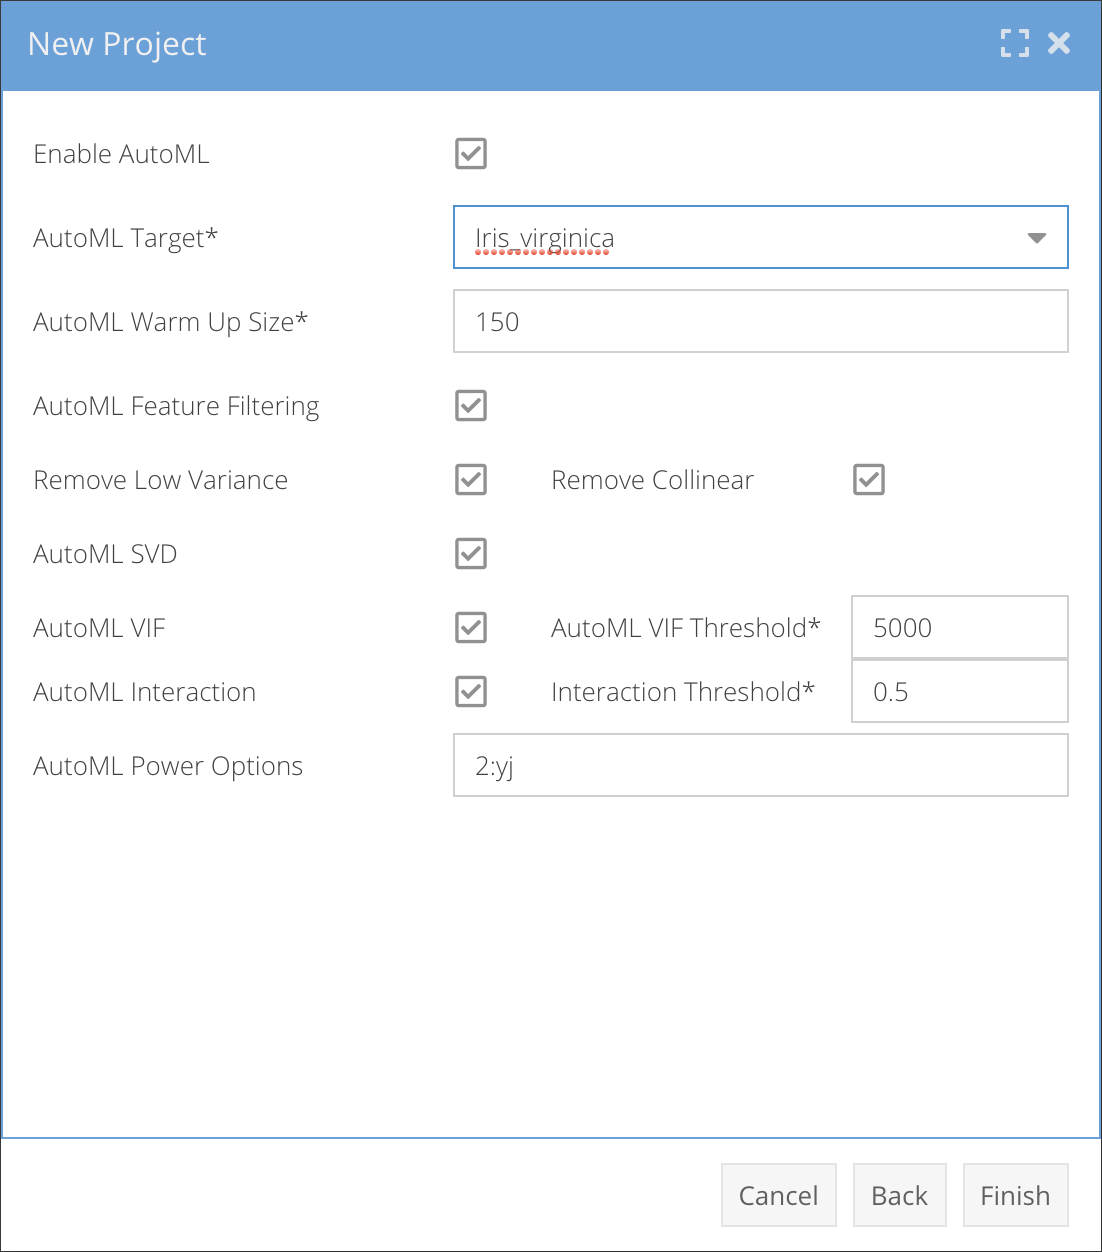 New Project
Enable AutoML
AutoML Target* Iris_virginica
AutoML Warm Up Size* 150
AutoML Feature Filtering
Remove Low Variance Remove Collinear
AutoML SVD
AutoML VIF AutoML VIF Threshold* 5000
AutoML Interaction Interaction Threshold* 0.5
AutoML Power Options 2:yj
Cancel Back Finish